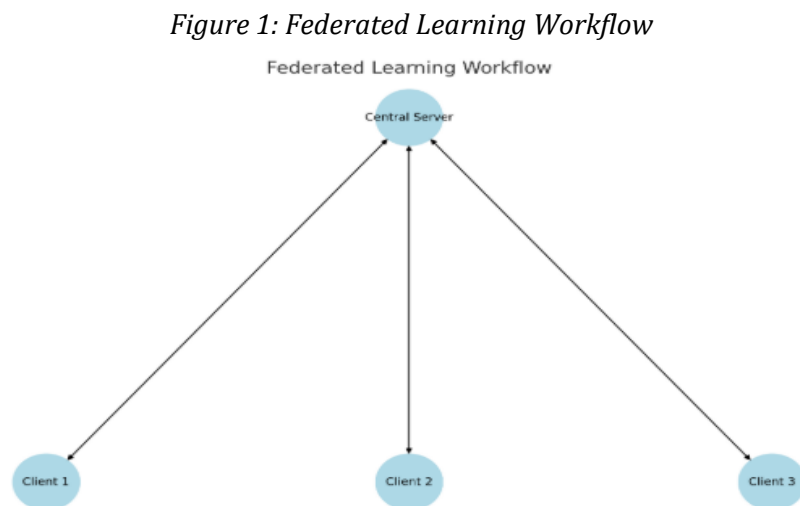 Figure 1: Federated Learning Workflow
Federated Learning Workflow
Central Server
Client 1
Client 2
Client 3